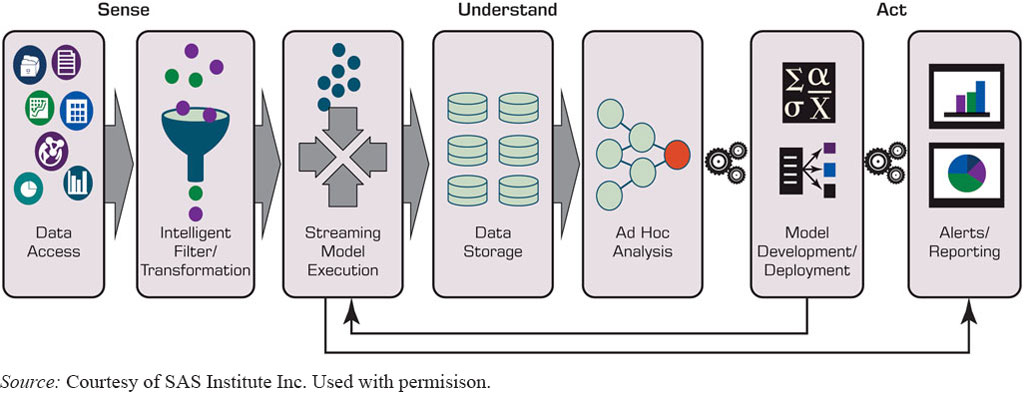 Sense
Understand
Act
Data
Access
Intelligent
Filter/
Transformation
Streaming
Model
Execution
Data
Storage
Ad Hoc
Analysis
Σ α
σ X
Model
Development/
Deployment
Alerts/
Reporting
Source: Courtesy of SAS Institute Inc. Used with permisison.